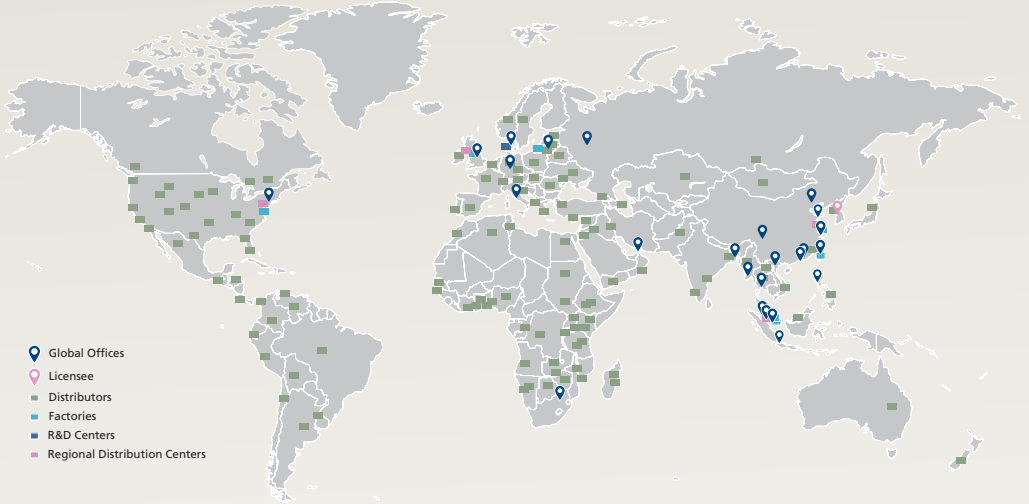 Global Offices
Licensee
Distributors
Factories
R&D Centers
Regional Distribution Centers